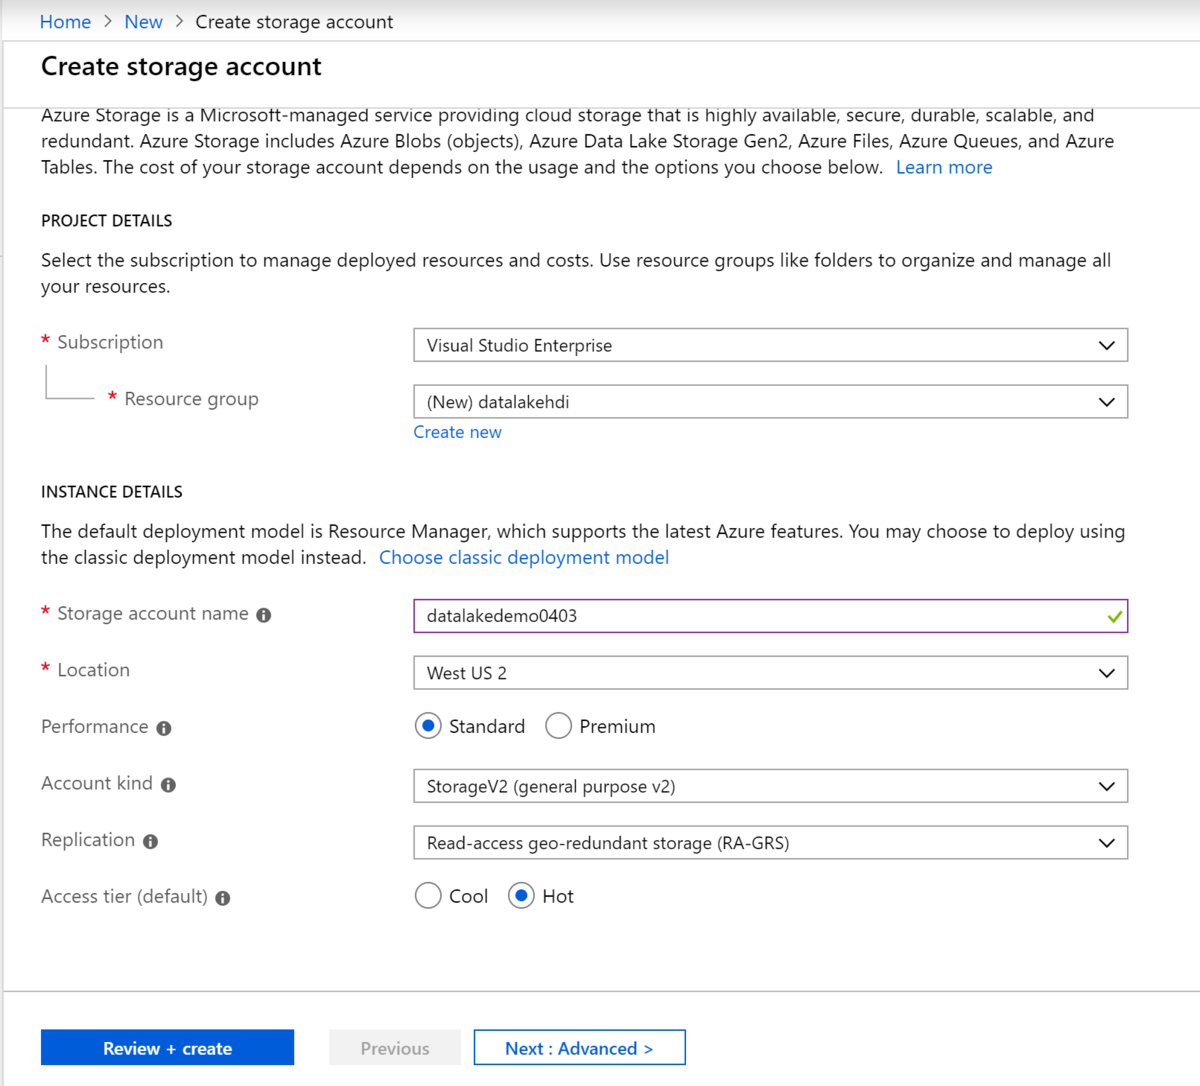 Home > New > Create storage account
Create storage account
Azure Storage is a Microsoft-managed service providing cloud storage that is highly available, secure, durable, scalable, and
redundant. Azure Storage includes Azure Blobs (objects), Azure Data Lake Storage Gen2, Azure Files, Azure Queues, and Azure
Tables. The cost of your storage account depends on the usage and the options you choose below. Learn more
PROJECT DETAILS
Select the subscription to manage deployed resources and costs. Use resource groups like folders to organize and manage all
your resources.
* Subscription
Visual Studio Enterprise
* Resource group
(New) datalakehdi
Create new
INSTANCE DETAILS
The default deployment model is Resource Manager, which supports the latest Azure features. You may choose to deploy using
the classic deployment model instead. Choose classic deployment model
* Storage account name
datalakedemo0403
* Location
West US 2
Performance
Standard Premium
Account kind
StorageV2 (general purpose v2)
Replication
Read-access geo-redundant storage (RA-GRS)
Access tier (default)
Cool Hot
Review + create Previous Next : Advanced >